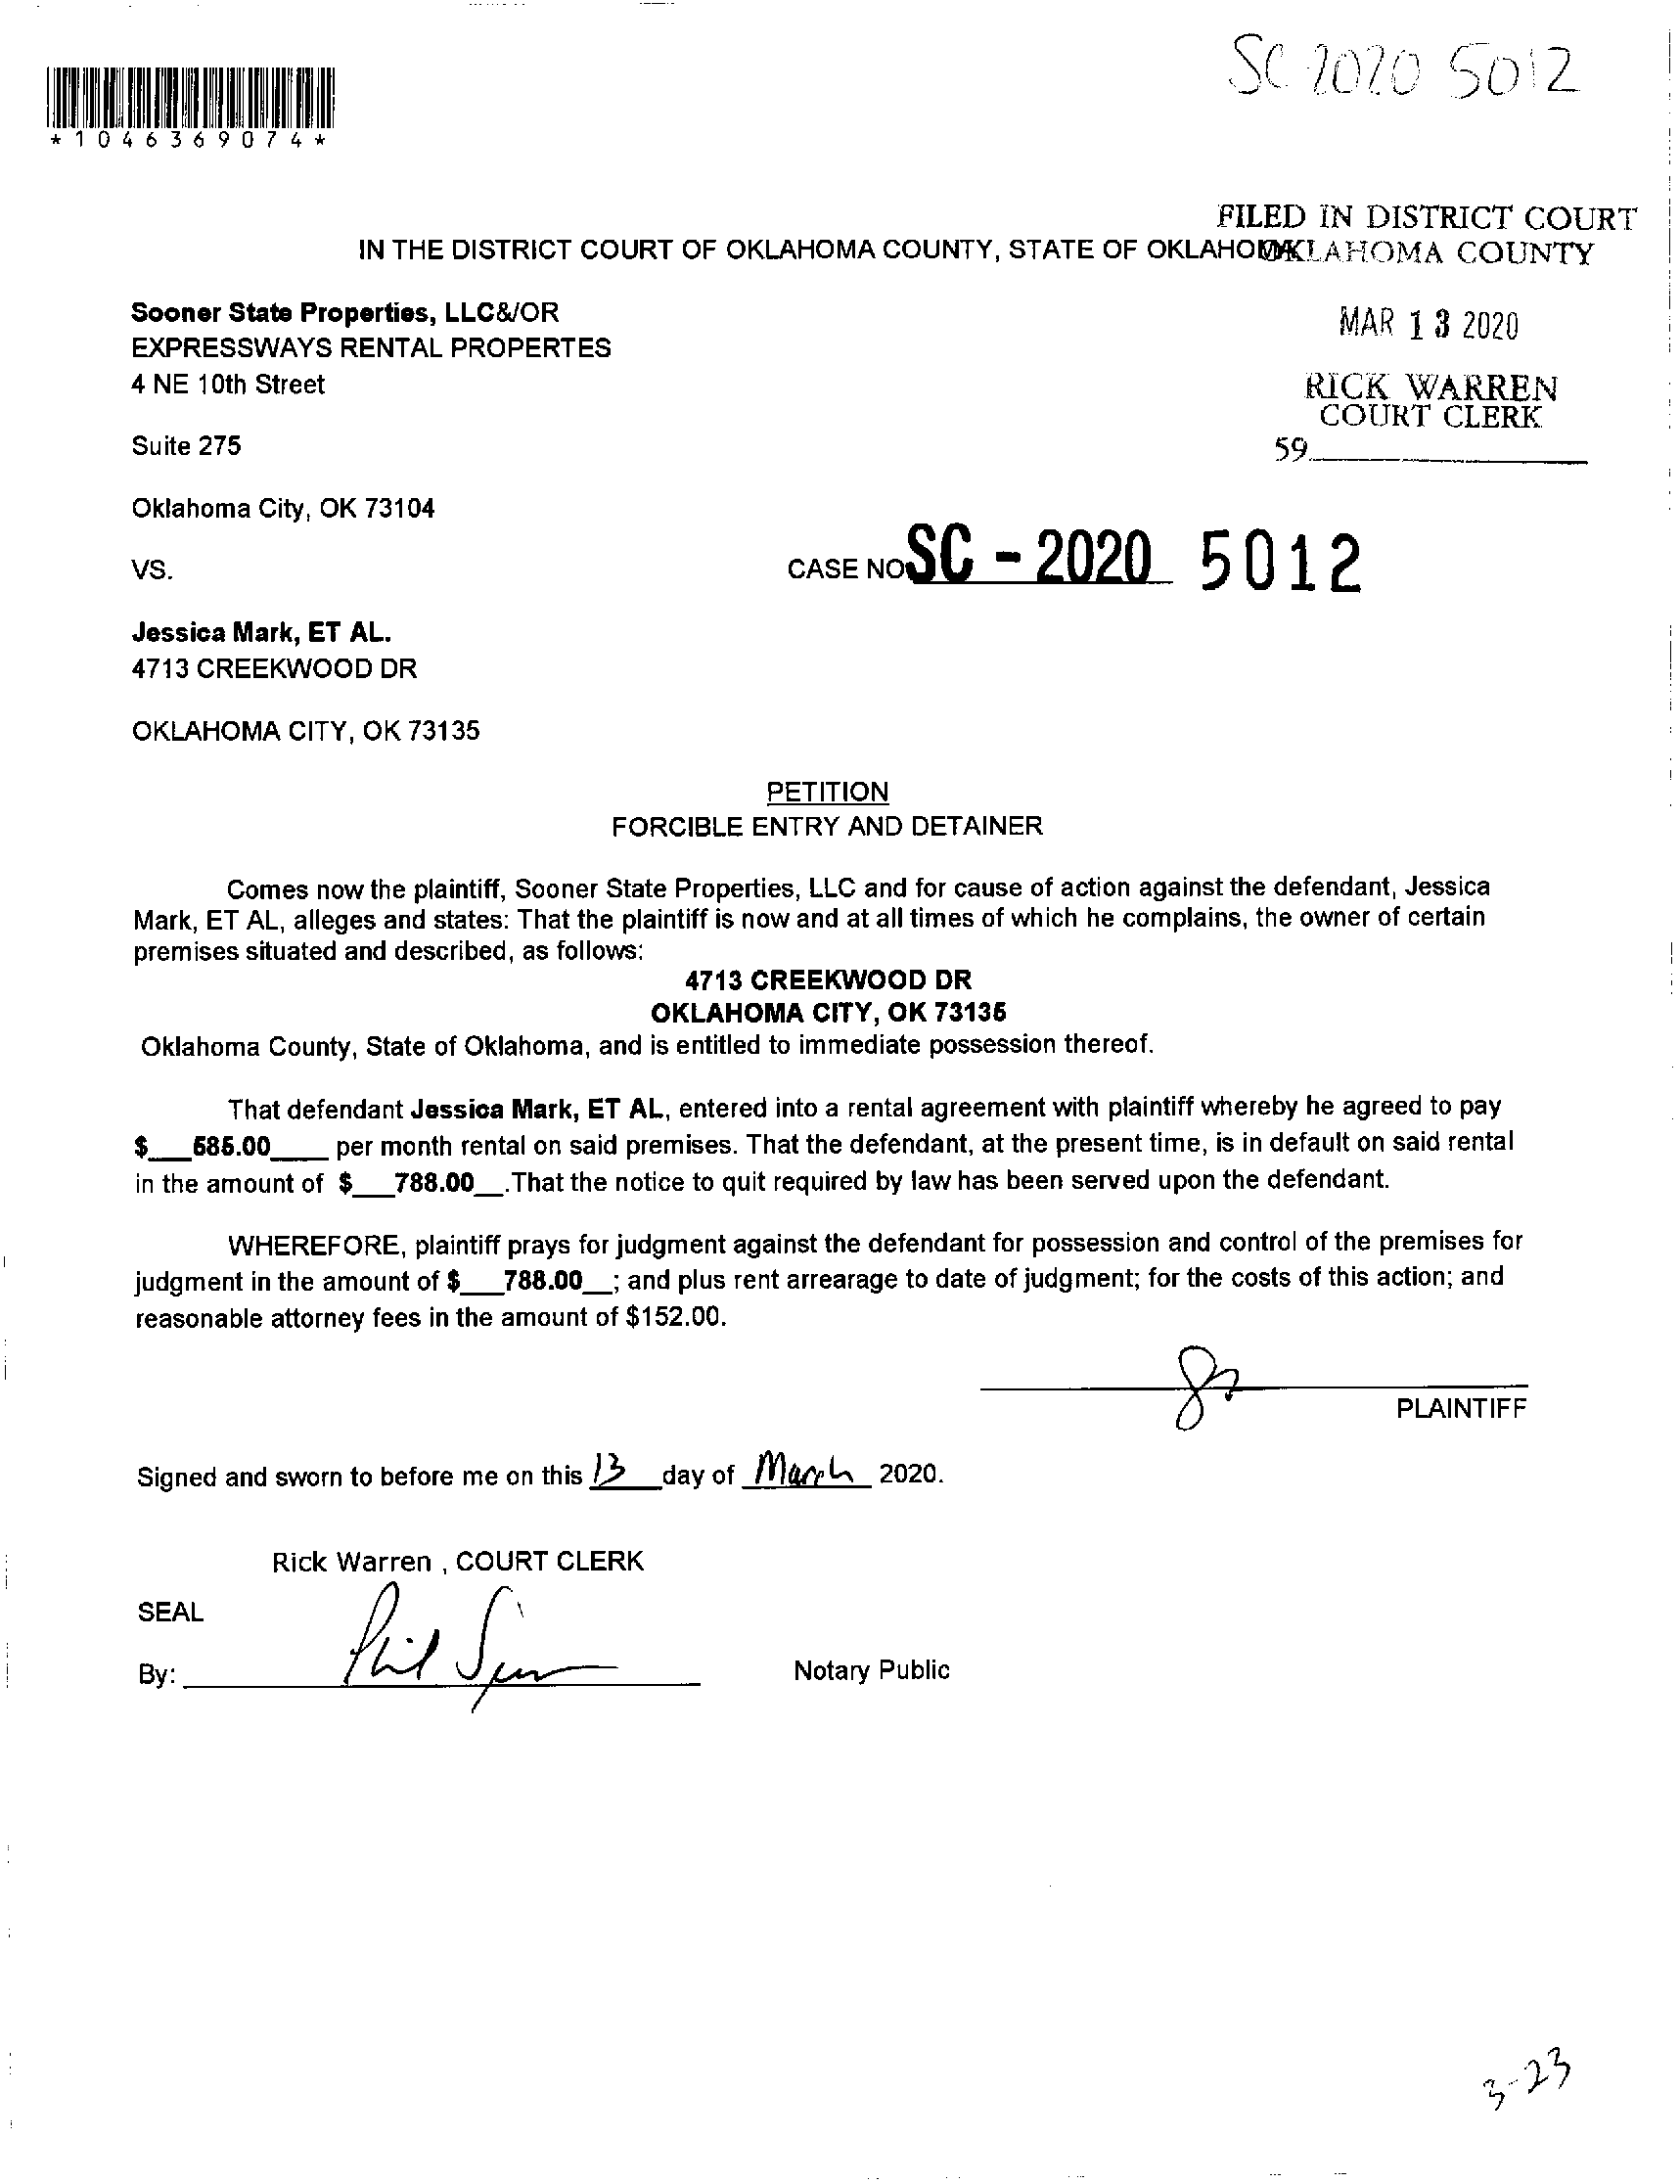 SC 2020 5012
*1046369074*
FILED IN DISTRICT COURT
OKLAHOMA COUNTY
IN THE DISTRICT COURT OF OKLAHOMA COUNTY, STATE OF
Sooner State Properties, LLC&/OR
EXPRESSWAYS RENTAL PROPERTES
4 NE 10th Street
Suite 275
Oklahoma City, OK 73104
MAR 13 2020
RICK WARREN
COURT CLERK
59
VS.
CASE NO SC - 2020 5012
Jessica Mark, ET AL.
4713 CREEKWOOD DR
OKLAHOMA CITY, OK 73135
PETITION
FORCIBLE ENTRY AND DETAINER
Comes now the plaintiff, Sooner State Properties, LLC and for cause of action against the defendant, Jessica
Mark, ET AL, alleges and states: That the plaintiff is now and at all times of which he complains, the owner of certain
premises situated and described, as follows:
4713 CREEKWOOD DR
OKLAHOMA CITY, OK 73135
Oklahoma County, State of Oklahoma, and is entitled to immediate possession thereof.
That defendant Jessica Mark, ET AL, entered into a rental agreement with plaintiff whereby he agreed to pay
$ per month rental on said premises. That the defendant, at the present time, is in default on said rental
in the amount of $___788.00__.That the notice to quit required by law has been served upon the defendant.
WHEREFORE, plaintiff prays for judgment against the defendant for possession and control of the premises for
judgment in the amount of $___788.00__; and plus rent arrearage to date of judgment; for the costs of this action; and
reasonable attorney fees in the amount of $152.00.
PLAINTIFF
Signed and sworn to before me on this 13 day of March 2020.
Rick Warren , COURT CLERK
SEAL
By: Phil
Notary Public
3-23